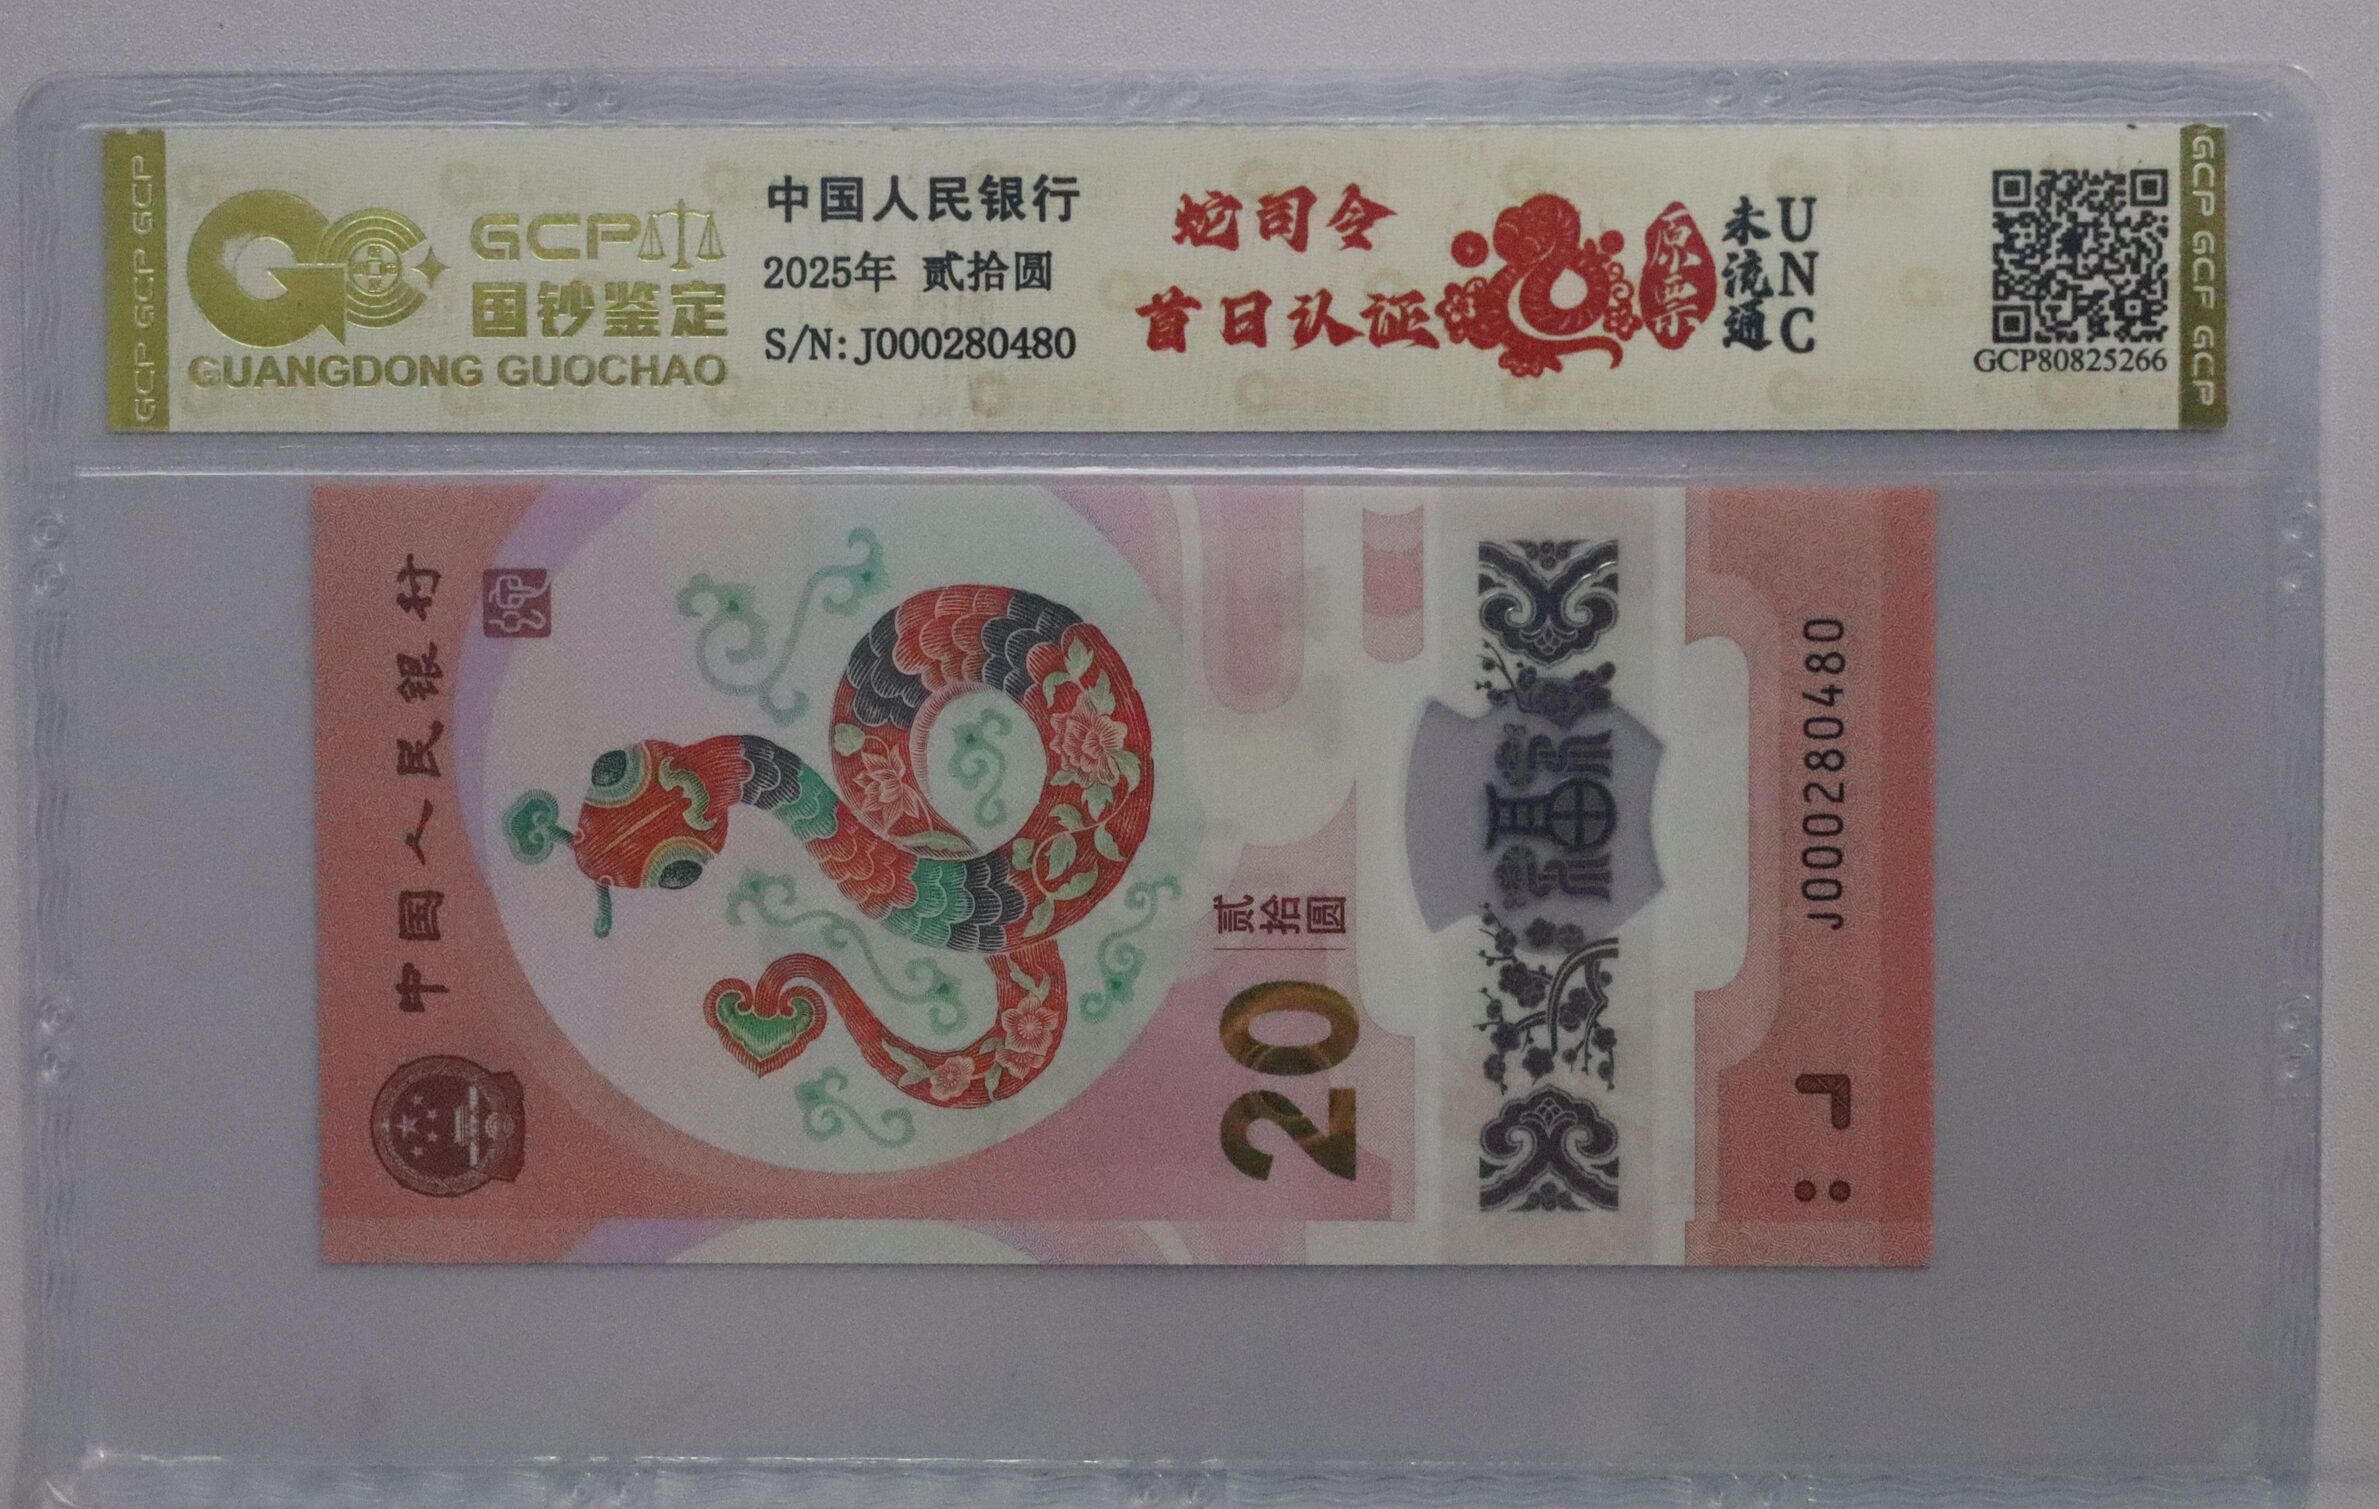 GCP GCP GCP
GCP
国钞鉴定
GUANGDONG GUOCHAO
中国人民银行
2025年 贰拾圆
S/N: J000280480
蛇司令
首日认证
原票
未流通
UNC
GCP80825266
GCP GCP GCP
中国人民银行
贰拾圆
20
J000280480